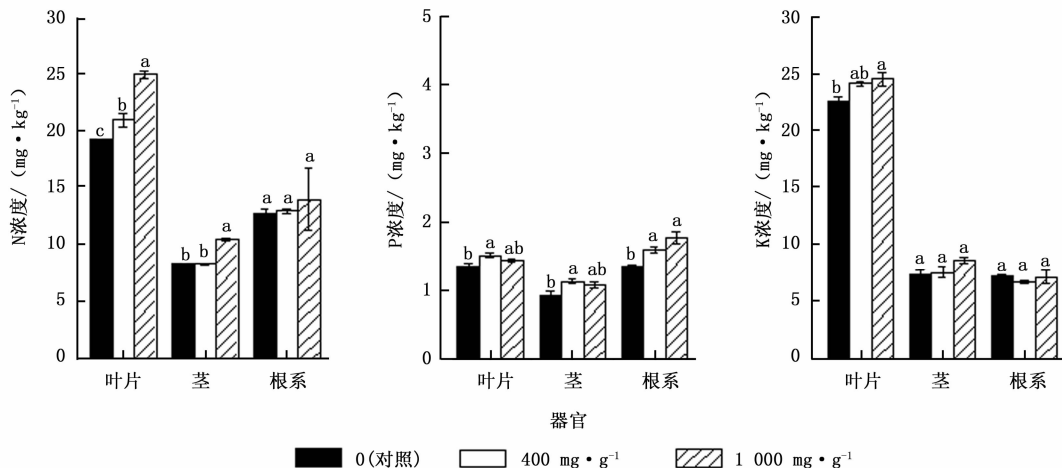 30
25
20
15
10
5
0
N浓度/（mg·kg⁻¹）
c
b
a
b
b
a
a
a
a
叶片
茎
根系
5
4
3
2
1
0
P浓度/（mg·kg⁻¹）
b
a
ab
b
a
ab
b
a
a
叶片
茎
根系
30
25
20
15
10
5
0
K浓度/（mg·kg⁻¹）
b
ab
a
a
a
a
a
a
a
叶片
茎
根系
器官
0(对照)
400 mg·g⁻¹
1 000 mg·g⁻¹